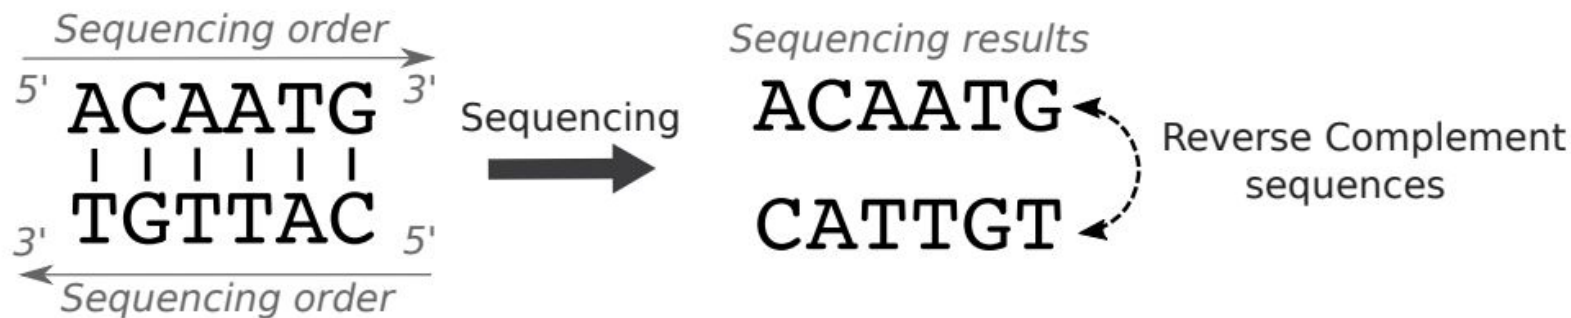 Sequencing order
5' ACAATG 3'
TGTTAC
3' 5'
Sequencing order
Sequencing
Sequencing results
ACAATG
CATTGT
Reverse Complement
sequences